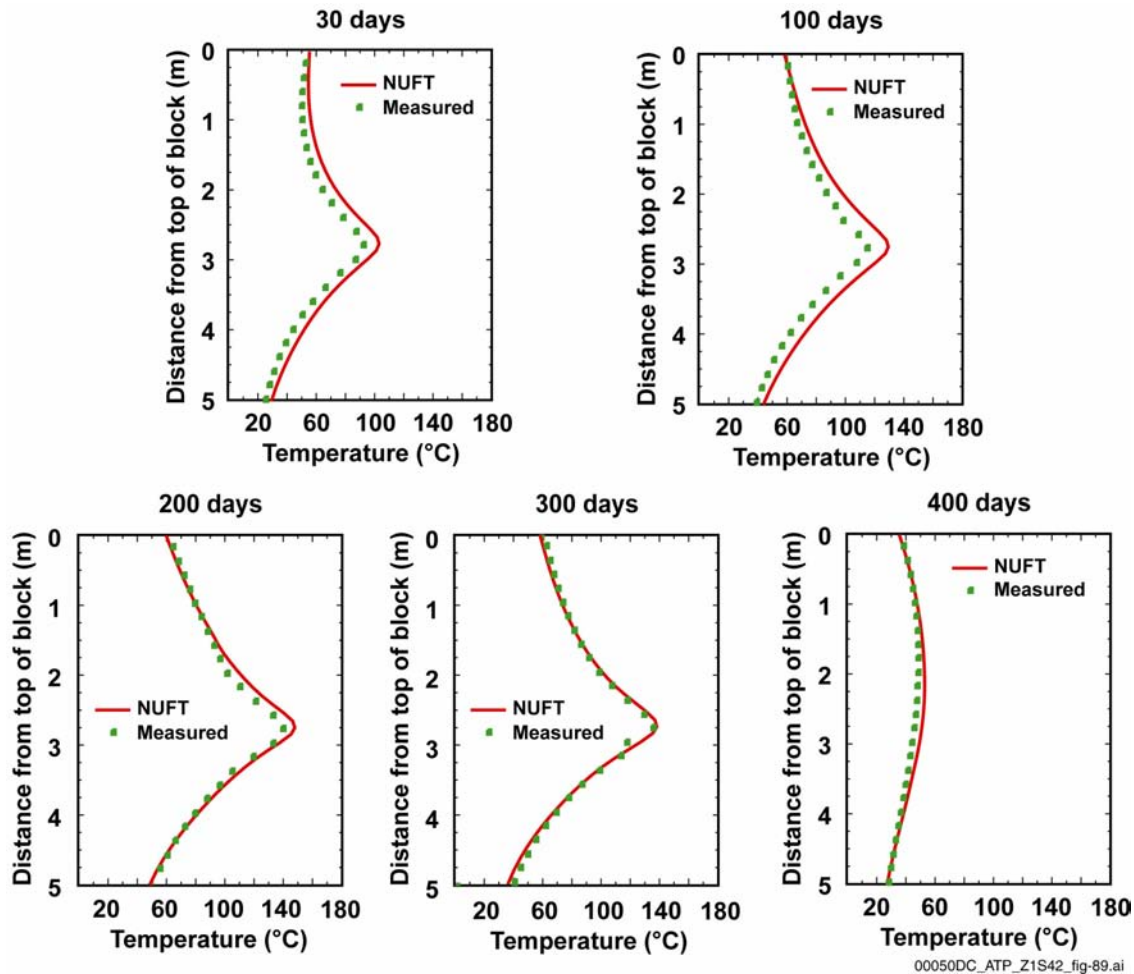 30 days
0
1
2
3
4
5
Distance from top of block (m)
NUFT
Measured
20 60 100 140 180
Temperature (°C)
100 days
0
1
2
3
4
5
Distance from top of block (m)
NUFT
Measured
20 60 100 140 180
Temperature (°C)
200 days
0
1
2
3
4
5
Distance from top of block (m)
NUFT
Measured
20 60 100 140 180
Temperature (°C)
300 days
0
1
2
3
4
5
Distance from top of block (m)
NUFT
Measured
20 60 100 140 180
Temperature (°C)
400 days
0
1
2
3
4
5
Distance from top of block (m)
NUFT
Measured
20 60 100 140 180
Temperature (°C)
00050DC_ATP_Z1S42_fig-89.ai